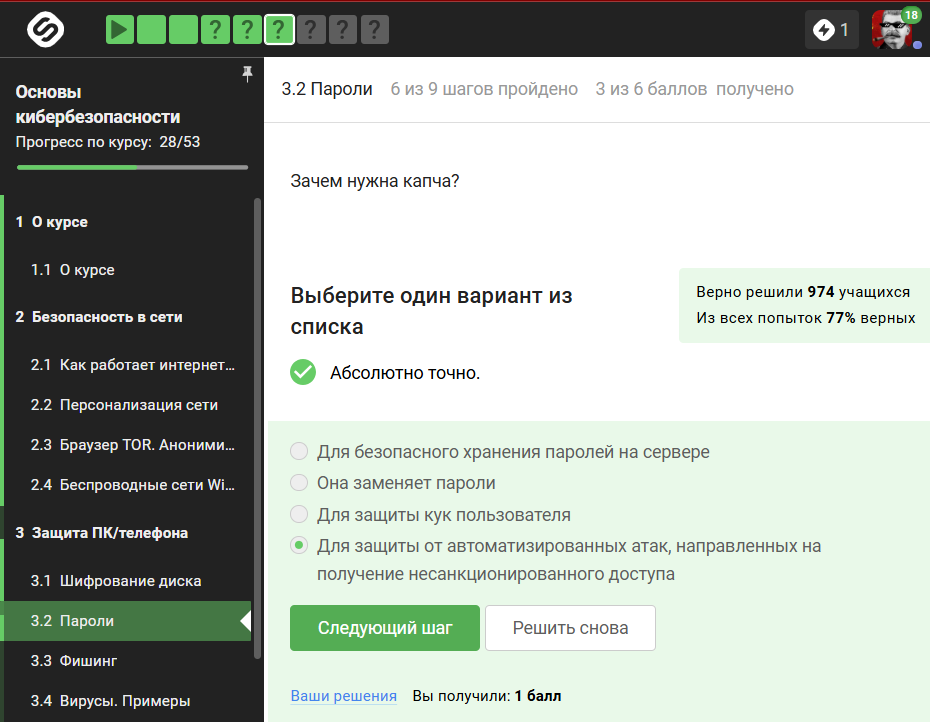 ? ? ? ? ? ?
1
18
Основы
кибербезопасности
Прогресс по курсу: 28/53
1 О курсе
1.1 О курсе
2 Безопасность в сети
2.1 Как работает интернет...
2.2 Персонализация сети
2.3 Браузер TOR. Аноними...
2.4 Беспроводные сети Wi...
3 Защита ПК/телефона
3.1 Шифрование диска
3.2 Пароли
3.3 Фишинг
3.4 Вирусы. Примеры
3.2 Пароли 6 из 9 шагов пройдено 3 из 6 баллов получено
Зачем нужна капча?
Выберите один вариант из
списка
Верно решили 974 учащихся
Из всех попыток 77% верных
Абсолютно точно.
Для безопасного хранения паролей на сервере
Она заменяет пароли
Для защиты кук пользователя
Для защиты от автоматизированных атак, направленных на
получение несанкционированного доступа
Следующий шаг
Решить снова
Ваши решения Вы получили: 1 балл